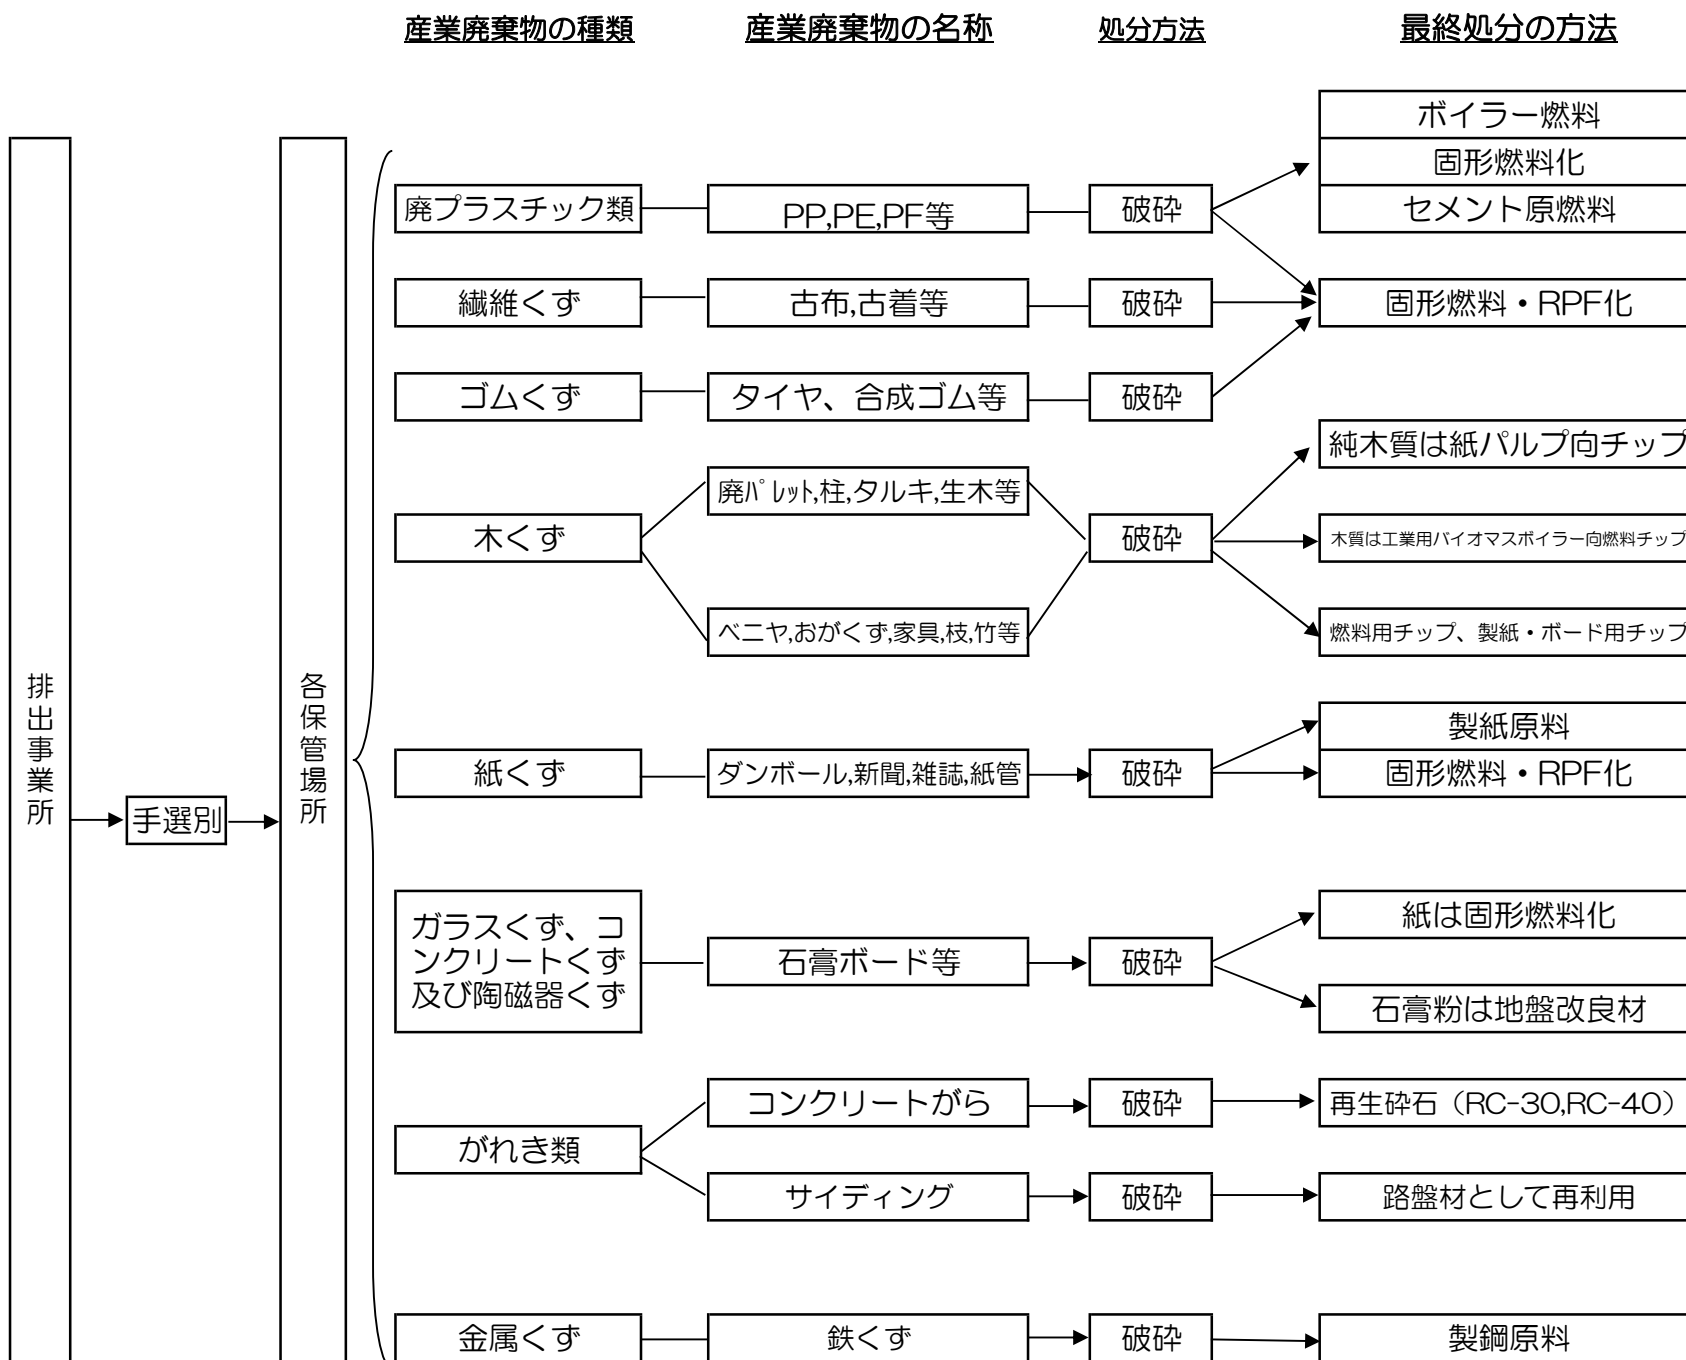 産業廃棄物の種類
産業廃棄物の名称
処分方法
最終処分の方法
排出事業所
手選別
各保管場所
廃プラスチック類
PP,PE,PF等
破砕
ボイラー燃料
固形燃料化
セメント原燃料
繊維くず
古布,古着等
破砕
固形燃料・RPF化
ゴムくず
タイヤ、合成ゴム等
破砕
木くず
廃パレット,柱,タルキ,生木等
ベニヤ,おがくず,家具,枝,竹等
破砕
純木質は紙パルプ向チップ
木質は工業用バイオマスボイラー向燃料チップ
燃料用チップ、製紙・ボード用チップ
紙くず
ダンボール,新聞,雑誌,紙管
破砕
製紙原料
固形燃料・RPF化
ガラスくず、コ
ンクリートくず
及び陶磁器くず
石膏ボード等
破砕
紙は固形燃料化
石膏粉は地盤改良材
がれき類
コンクリートがら
破砕
再生砕石（RC-30,RC-40）
サイディング
破砕
路盤材として再利用
金属くず
鉄くず
破砕
製鋼原料